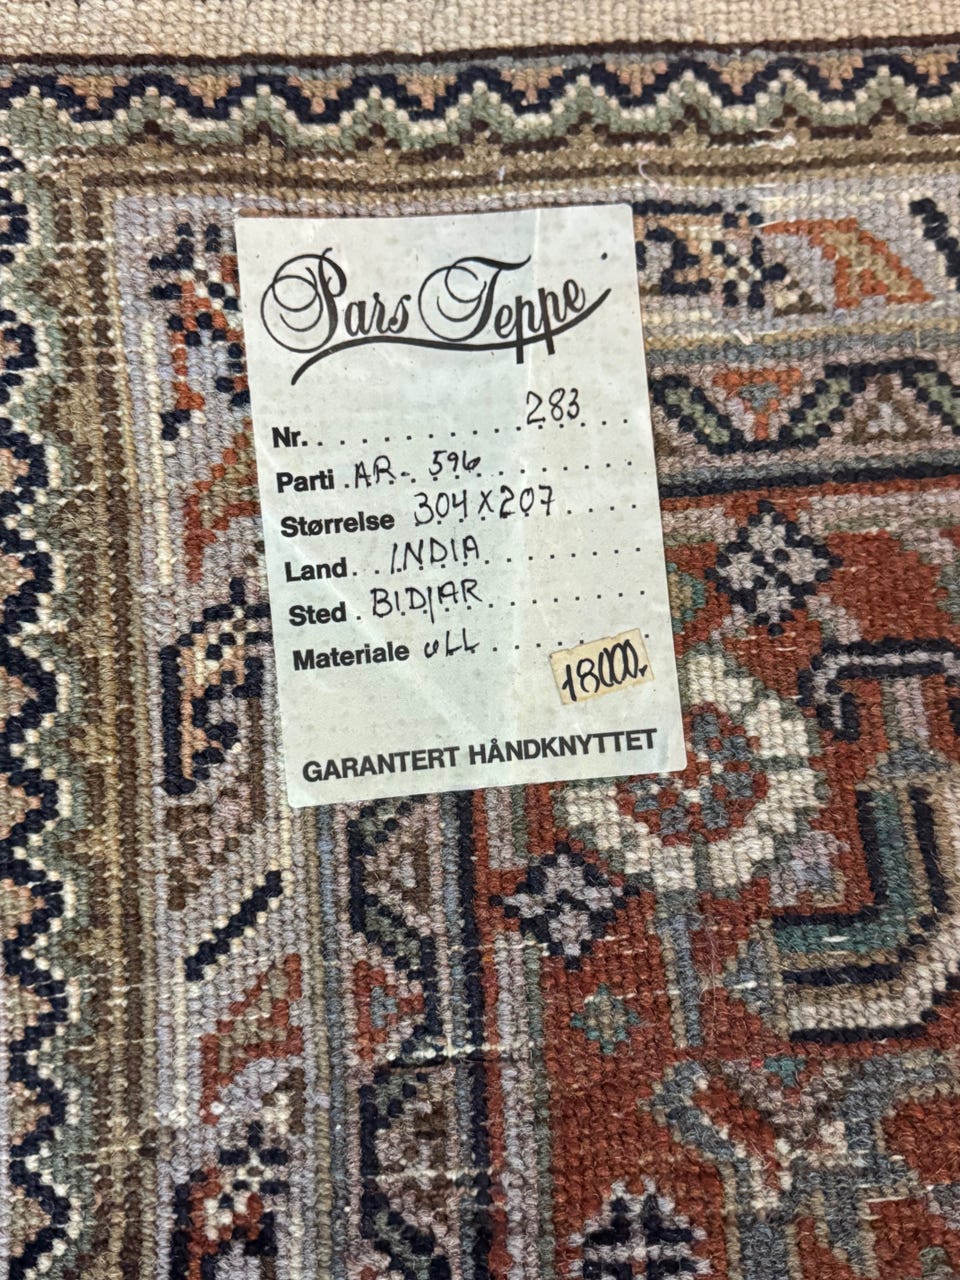 Pars Teppe
Nr. 283
Parti AR- 596
Størrelse 304 x 207
Land INDIA
Sted BIDJAR
Materiale ULL
18000,-
GARANTERT HÅNDKNYTTET